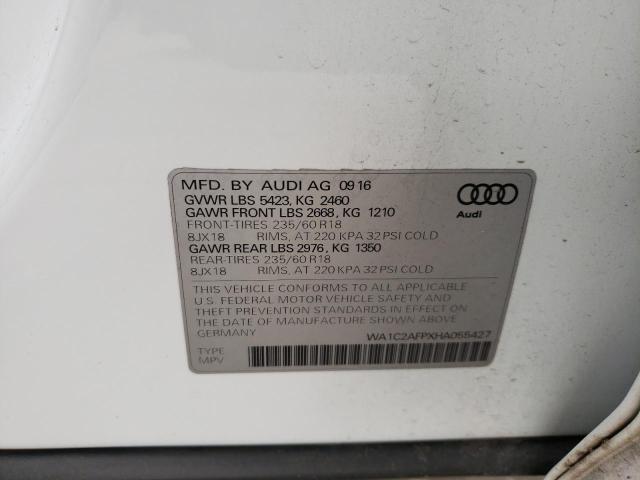 MFD. BY AUDI AG 09 16
GVWR LBS 5423, KG 2460
GAWR FRONT LBS 2668, KG 1210
FRONT-TIRES 235/60 R18
8JX18 RIMS, AT 220 KPA 32 PSI COLD
GAWR REAR LBS 2976, KG 1350
REAR-TIRES 235/60 R18
8JX18 RIMS, AT 220 KPA 32 PSI COLD
Audi
THIS VEHICLE CONFORMS TO ALL APPLICABLE
U.S. FEDERAL MOTOR VEHICLE SAFETY AND
THEFT PREVENTION STANDARDS IN EFFECT ON
THE DATE OF MANUFACTURE SHOWN ABOVE.
GERMANY
WA1C2AFPXHA055427
TYPE
MPV